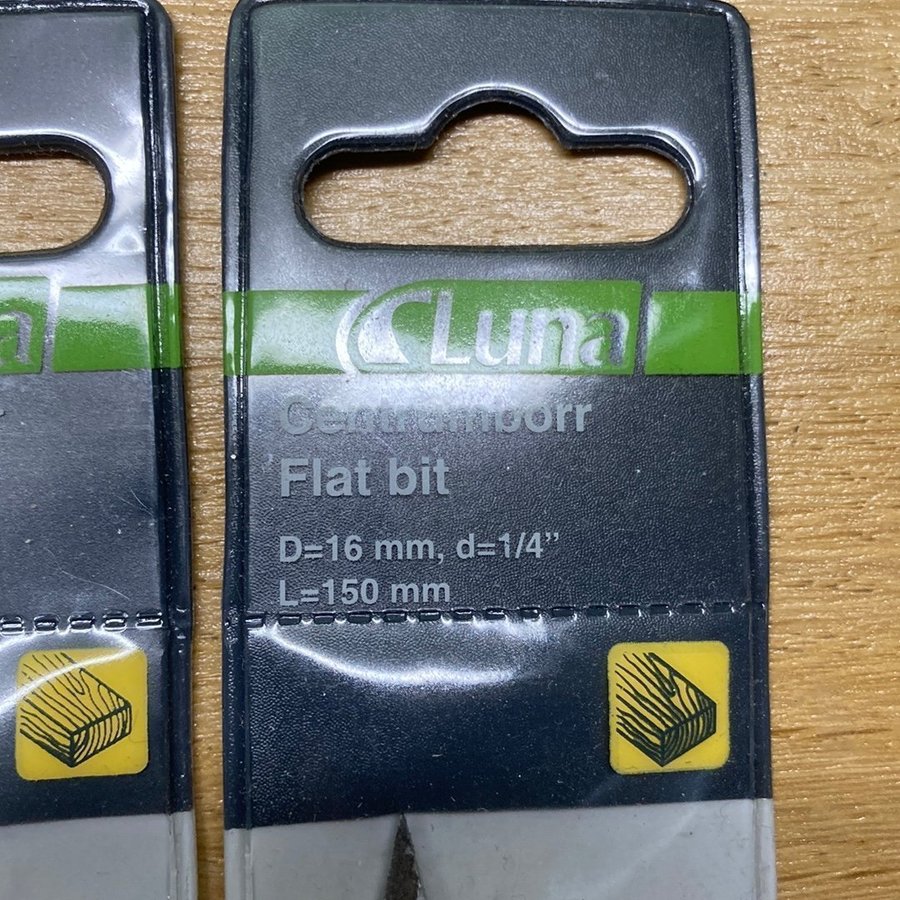 a
Luna
Centrumborr
Flat bit
D=16 mm, d=1/4”
L=150 mm